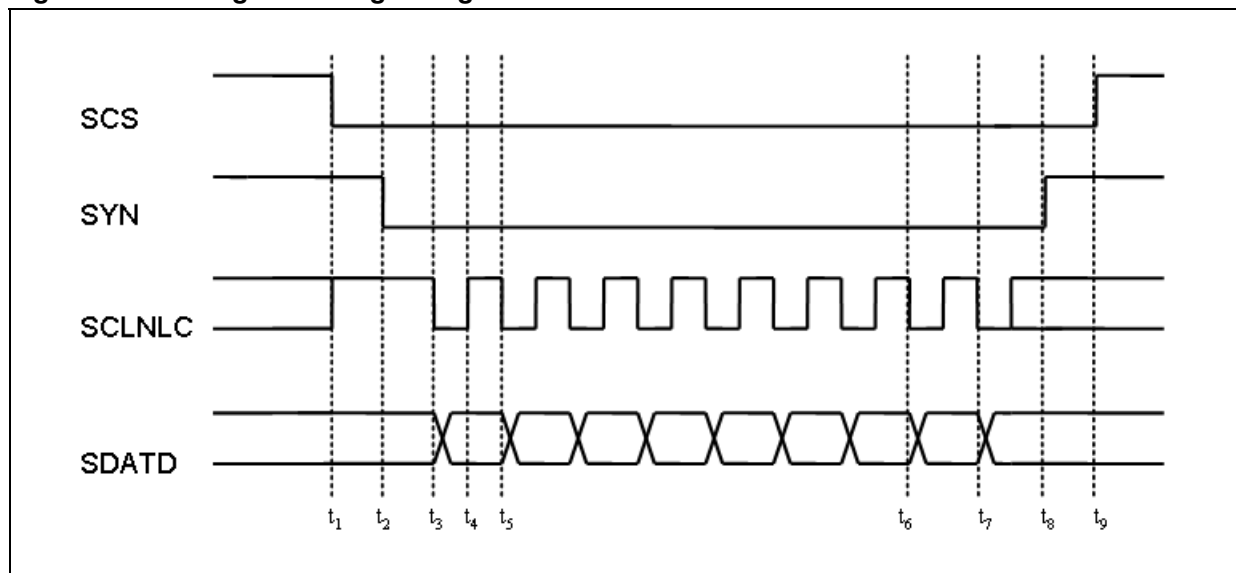 SCS
SYN
SCLNLC
SDATD
t₁ t₂ t₃ t₄ t₅ t₆ t₇ t₈ t₉